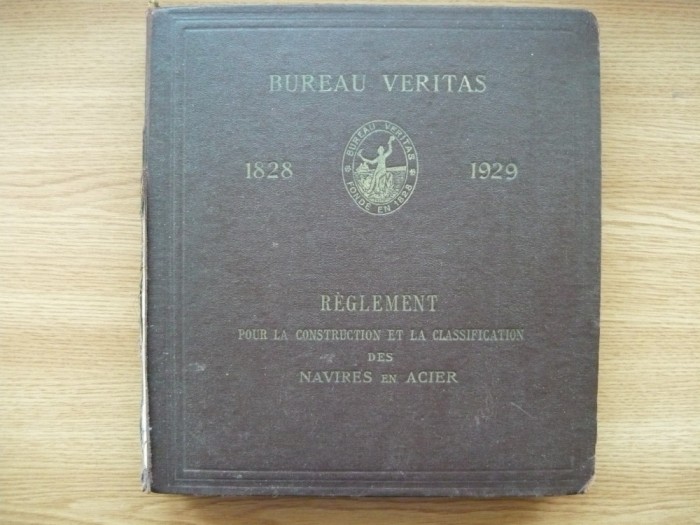 BUREAU VERITAS
1828
BUREAU VERITAS
FONDÉ EN 1828
1929
RÈGLEMENT
POUR LA CONSTRUCTION ET LA CLASSIFICATION
DES
NAVIRES EN ACIER